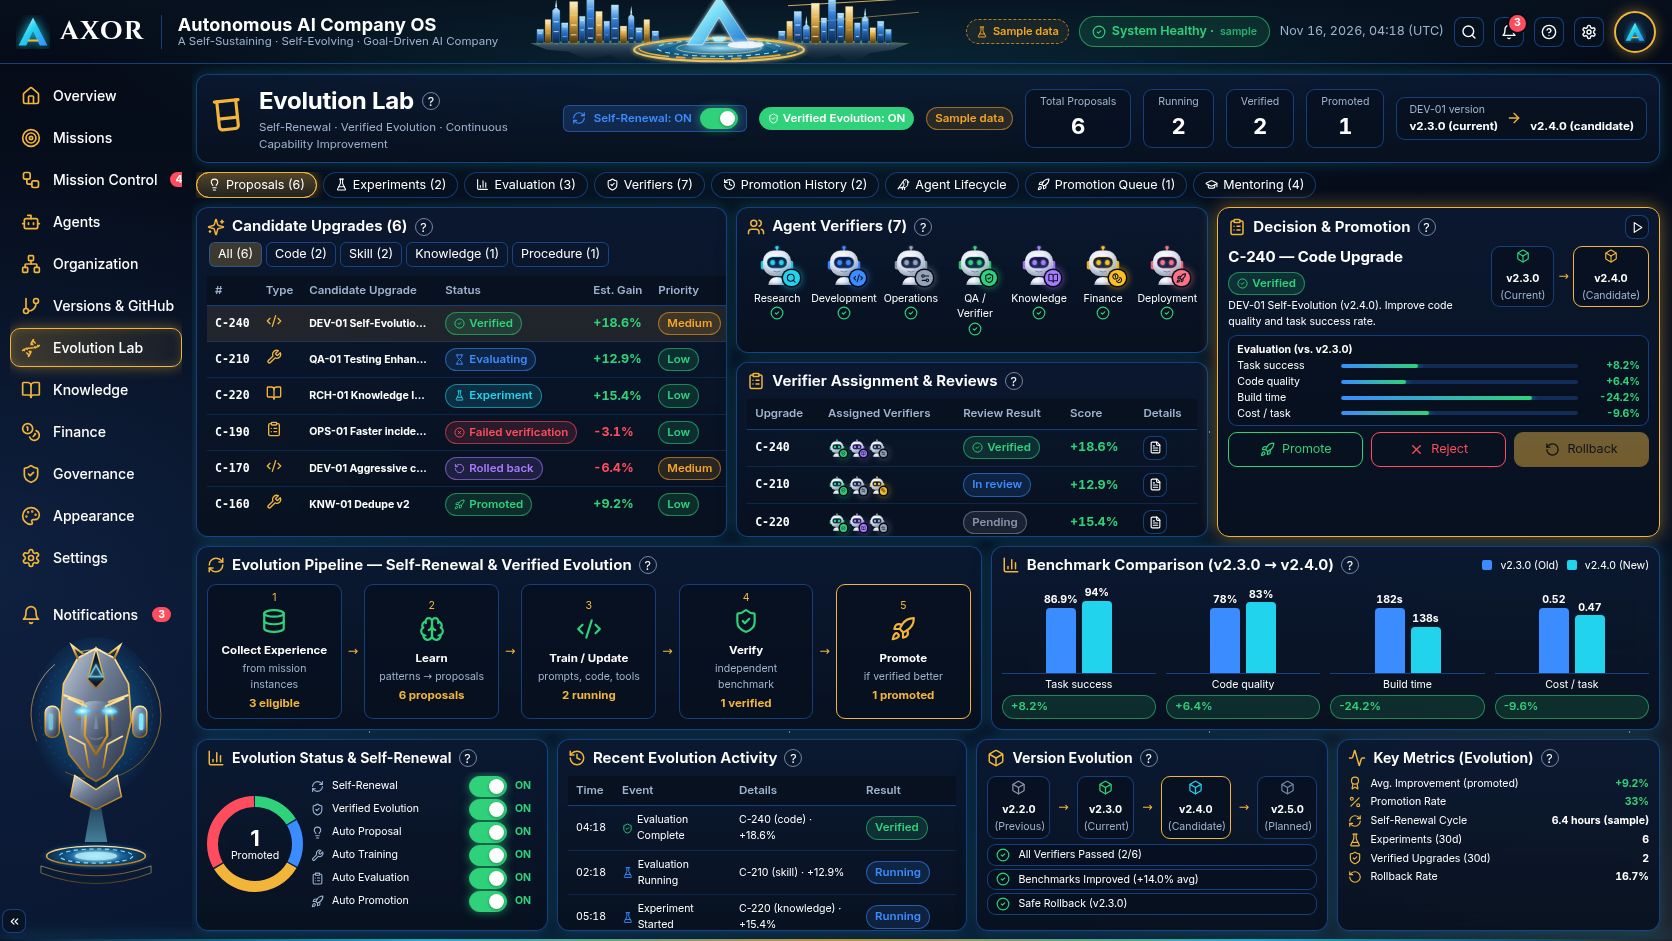 AXOR
Autonomous AI Company OS
A Self-Sustaining · Self-Evolving · Goal-Driven AI Company
Sample data
System Healthy · sample
Nov 16, 2026, 04:18 (UTC)
3
Overview
Missions
Mission Control 4
Agents
Organization
Versions & GitHub
Evolution Lab
Knowledge
Finance
Governance
Appearance
Settings
Notifications 3
Evolution Lab ?
Self-Renewal · Verified Evolution · Continuous
Capability Improvement
Self-Renewal: ON
Verified Evolution: ON
Sample data
Total Proposals
6
Running
2
Verified
2
Promoted
1
DEV-01 version
v2.3.0 (current) → v2.4.0 (candidate)
Proposals (6)
Experiments (2)
Evaluation (3)
Verifiers (7)
Promotion History (2)
Agent Lifecycle
Promotion Queue (1)
Mentoring (4)
Candidate Upgrades (6) ?
All (6) Code (2) Skill (2) Knowledge (1) Procedure (1)
# Type Candidate Upgrade Status Est. Gain Priority
C-240 DEV-01 Self-Evolutio... Verified +18.6% Medium
C-210 QA-01 Testing Enhan... Evaluating +12.9% Low
C-220 RCH-01 Knowledge I... Experiment +15.4% Low
C-190 OPS-01 Faster incide... Failed verification -3.1% Low
C-170 DEV-01 Aggressive c... Rolled back -6.4% Medium
C-160 KNW-01 Dedupe v2 Promoted +9.2% Low
Agent Verifiers (7) ?
Research
Development
Operations
QA /
Verifier
Knowledge
Finance
Deployment
Verifier Assignment & Reviews ?
Upgrade Assigned Verifiers Review Result Score Details
C-240 Verified +18.6%
C-210 In review +12.9%
C-220 Pending +15.4%
Decision & Promotion ?
C-240 — Code Upgrade
Verified
v2.3.0
(Current)
→
v2.4.0
(Candidate)
DEV-01 Self-Evolution (v2.4.0). Improve code
quality and task success rate.
Evaluation (vs. v2.3.0)
Task success +8.2%
Code quality +6.4%
Build time -24.2%
Cost / task -9.6%
Promote
Reject
Rollback
Evolution Pipeline — Self-Renewal & Verified Evolution ?
1
Collect Experience
from mission
instances
3 eligible
→
2
Learn
patterns → proposals
6 proposals
→
3
Train / Update
prompts, code, tools
2 running
→
4
Verify
independent
benchmark
1 verified
→
5
Promote
if verified better
1 promoted
Benchmark Comparison (v2.3.0 → v2.4.0) ?
v2.3.0 (Old) v2.4.0 (New)
86.9% 94%
Task success
+8.2%
78% 83%
Code quality
+6.4%
182s 138s
Build time
-24.2%
0.52 0.47
Cost / task
-9.6%
Evolution Status & Self-Renewal ?
1
Promoted
Self-Renewal ON
Verified Evolution ON
Auto Proposal ON
Auto Training ON
Auto Evaluation ON
Auto Promotion ON
Recent Evolution Activity ?
Time Event Details Result
04:18 Evaluation Complete C-240 (code) · +18.6% Verified
02:18 Evaluation Running C-210 (skill) · +12.9% Running
05:18 Experiment Started C-220 (knowledge) · +15.4% Running
Version Evolution ?
v2.2.0
(Previous)
→
v2.3.0
(Current)
→
v2.4.0
(Candidate)
→
v2.5.0
(Planned)
All Verifiers Passed (2/6)
Benchmarks Improved (+14.0% avg)
Safe Rollback (v2.3.0)
Key Metrics (Evolution) ?
Avg. Improvement (promoted) +9.2%
Promotion Rate 33%
Self-Renewal Cycle 6.4 hours (sample)
Experiments (30d) 6
Verified Upgrades (30d) 2
Rollback Rate 16.7%
«